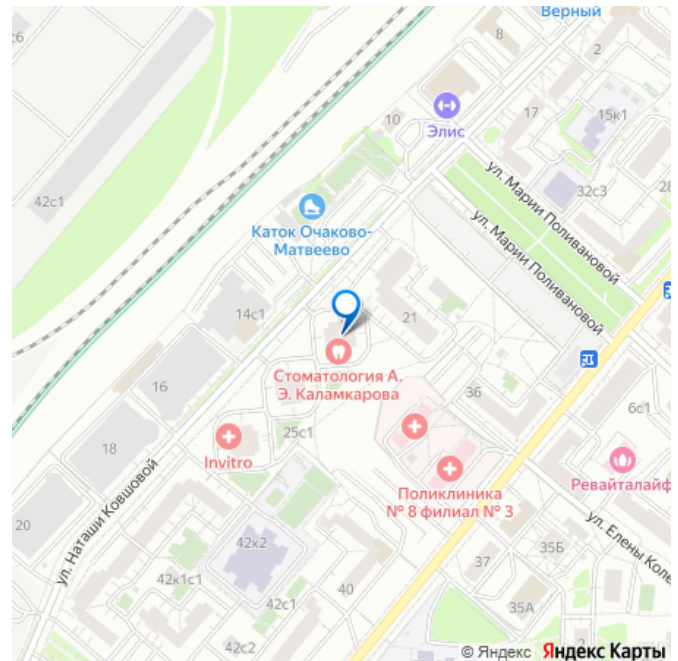 Верный
к6
8
2
17
15к1
10
Элис
32с3
28
ул. Марии Поливановой
42с1
ул. Марии Поливановой
Каток Очаково-
Матвеево
14с1
21
Стоматология А.
Э. Каламкарова
16
36
6с1
25с1
18
Invitro
Ревайталайф
Поликлиника
№ 8 филиал № 3
20
ул. Наташи Ковшовой
ул. Елены Коле
42к2
35Б
37
42к1с1
40
42с1
35А
2
© Яндекс Яндекс Карты